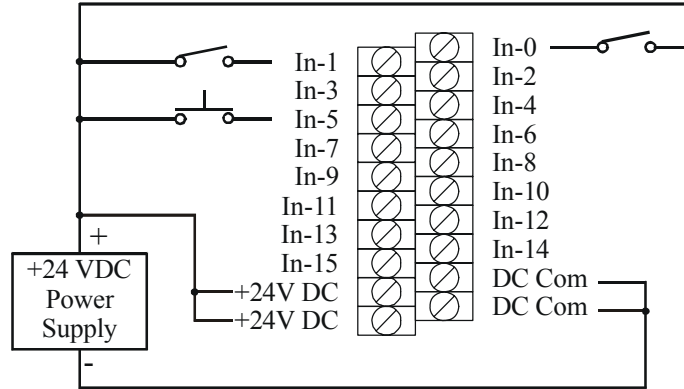 In-0
In-1
In-2
In-3
In-4
In-5
In-6
In-7
In-8
In-9
In-10
In-11
In-12
In-13
In-14
In-15
DC Com
+24V DC
DC Com
+24V DC
+
+24 VDC
Power
Supply
-